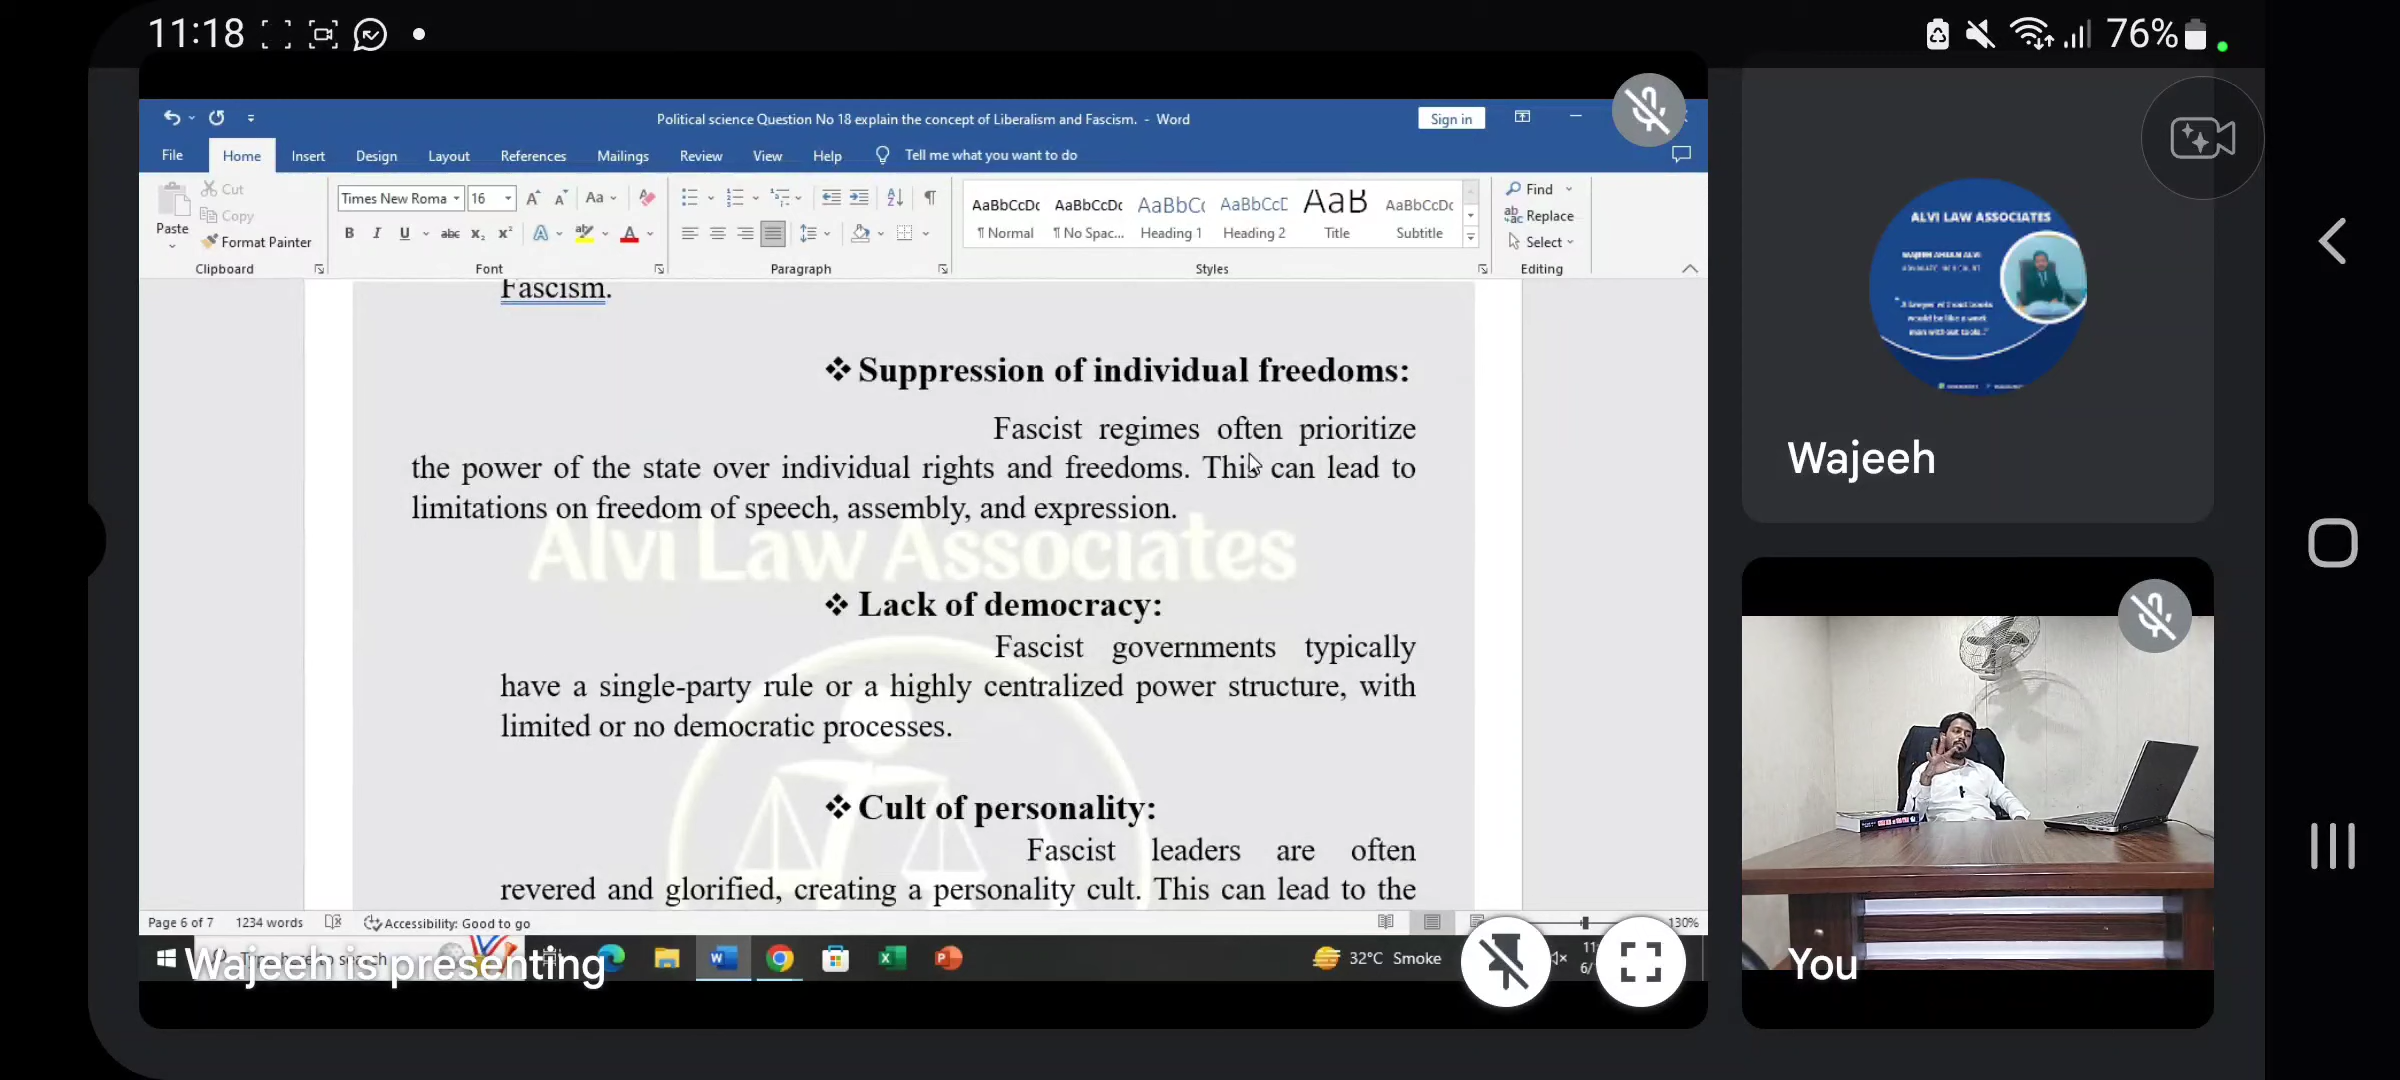 11:18
76%
Political science Question No 18 explain the concept of Liberalism and Fascism. - Word
Sign in
File Home Insert Design Layout References Mailings Review View Help Tell me what you want to do
Cut
Copy
Paste
Format Painter
Clipboard
Times New Roma 16
Aa
B I U abc x₂ x²
Font
Paragraph
AaBbCcDc AaBbCcDc AaBbCc AaBbCcE AaB AaBbCcDc
¶ Normal ¶ No Spac... Heading 1 Heading 2 Title Subtitle
Styles
Find
Replace
Select
Editing
Fascism.
❖ Suppression of individual freedoms:
Fascist regimes often prioritize
the power of the state over individual rights and freedoms. This can lead to
limitations on freedom of speech, assembly, and expression.
Alvi Law Associates
❖ Lack of democracy:
Fascist governments typically
have a single-party rule or a highly centralized power structure, with
limited or no democratic processes.
❖ Cult of personality:
Fascist leaders are often
revered and glorified, creating a personality cult. This can lead to the
Page 6 of 7 1234 words Accessibility: Good to go
130%
32°C Smoke
Wajeeh is presenting
ALVI LAW ASSOCIATES
Wajeeh
You